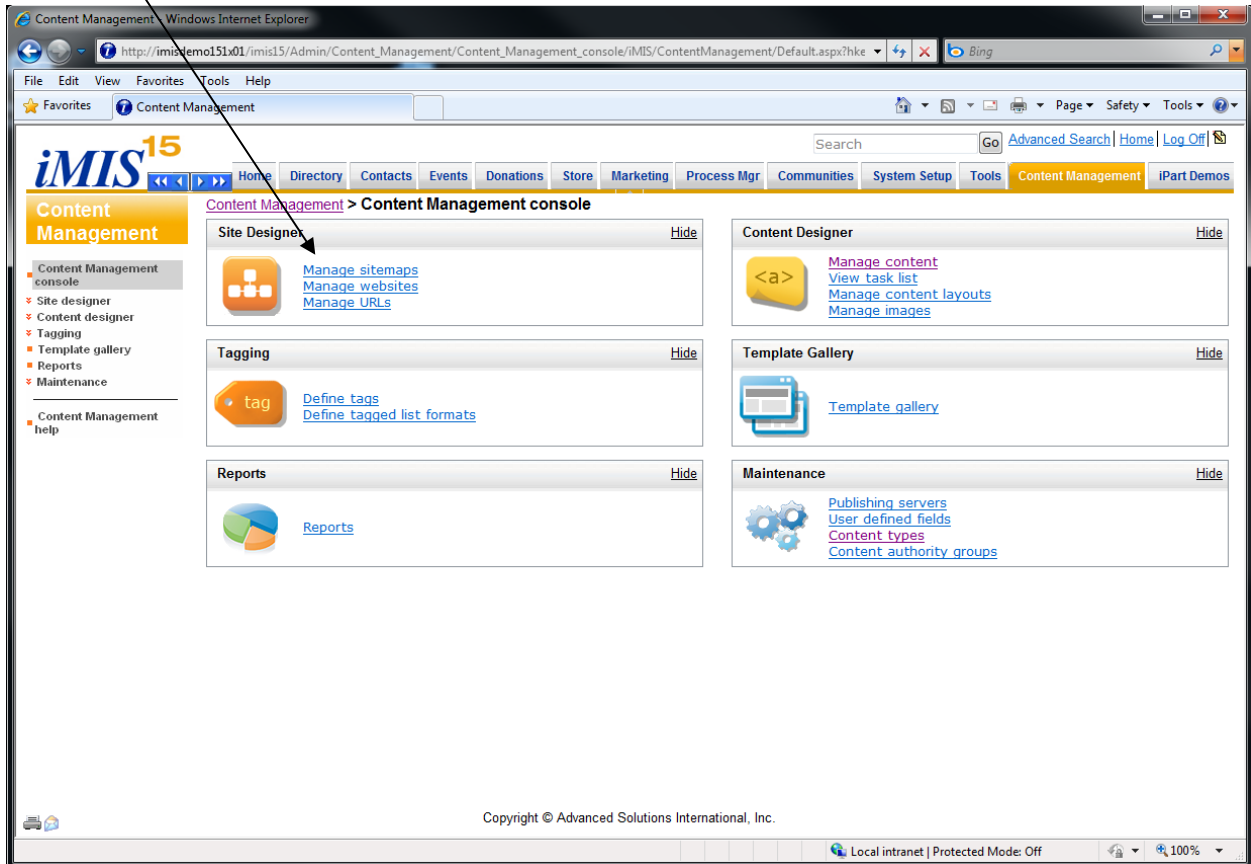 Content Management - Windows Internet Explorer
http://imisdemo151x01/imis15/Admin/Content_Management/Content_Management_console/iMIS/ContentManagement/Default.aspx?hke
Bing
File Edit View Favorites Tools Help
Favorites
Content Management
Page Safety Tools
iMIS 15
Search
Go
Advanced Search | Home | Log Off |
Home Directory Contacts Events Donations Store Marketing Process Mgr Communities System Setup Tools Content Management iPart Demos
Content
Management
Content Management
console
Site designer
Content designer
Tagging
Template gallery
Reports
Maintenance
Content Management
help
Content Management > Content Management console
Site Designer Hide
Manage sitemaps
Manage websites
Manage URLs
Content Designer Hide
<a>
Manage content
View task list
Manage content layouts
Manage images
Tagging Hide
tag
Define tags
Define tagged list formats
Template Gallery Hide
Template gallery
Reports Hide
Reports
Maintenance Hide
Publishing servers
User defined fields
Content types
Content authority groups
Copyright © Advanced Solutions International, Inc.
Local intranet | Protected Mode: Off
100%